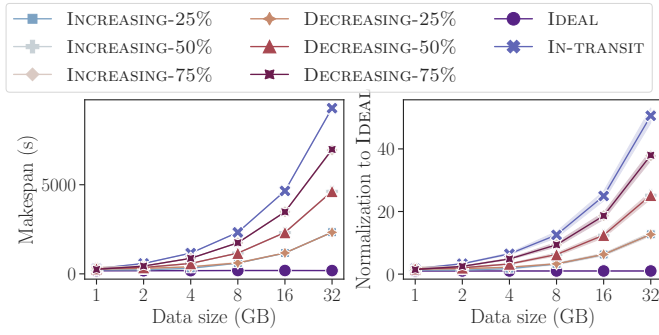 INCREASING-25%
DECREASING-25%
IDEAL
INCREASING-50%
DECREASING-50%
IN-TRANSIT
INCREASING-75%
DECREASING-75%
Makespan (s)
5000
0
1 2 4 8 16 32
Data size (GB)
Normalization to IDEAL
40
20
0
1 2 4 8 16 32
Data size (GB)